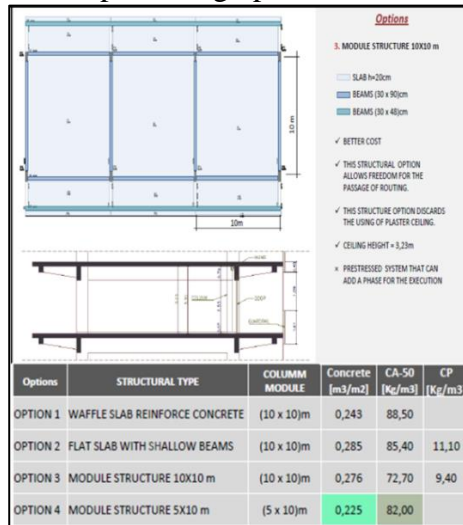 Options
3. MODULE STRUCTURE 10X10 m
SLAB h=20cm
BEAMS (30 x 90)cm
BEAMS (30 x 48)cm
✓ BETTER COST
✓ THIS STRUCTURAL OPTION
ALLOWS FREEDOM FOR THE
PASSAGE OF ROUTING.
✓ THIS STRUCTURE OPTION DISCARDS
THE USING OF PLASTER CEILING.
✓ CEILING HEIGHT = 3,23m
× PRESTRESSED SYSTEM THAT CAN
ADD A PHASE FOR THE EXECUTION
10 m
10m
Options STRUCTURAL TYPE COLUMM MODULE Concrete [m3/m2] CA-50 [Kg/m3] CP [Kg/m3
OPTION 1 WAFFLE SLAB REINFORCE CONCRETE (10 x 10)m 0,243 88,50
OPTION 2 FLAT SLAB WITH SHALLOW BEAMS (10 x 10)m 0,285 85,40 11,10
OPTION 3 MODULE STRUCTURE 10X10 m (10 x 10)m 0,276 72,70 9,40
OPTION 4 MODULE STRUCTURE 5X10 m (5 x 10)m 0,225 82,00